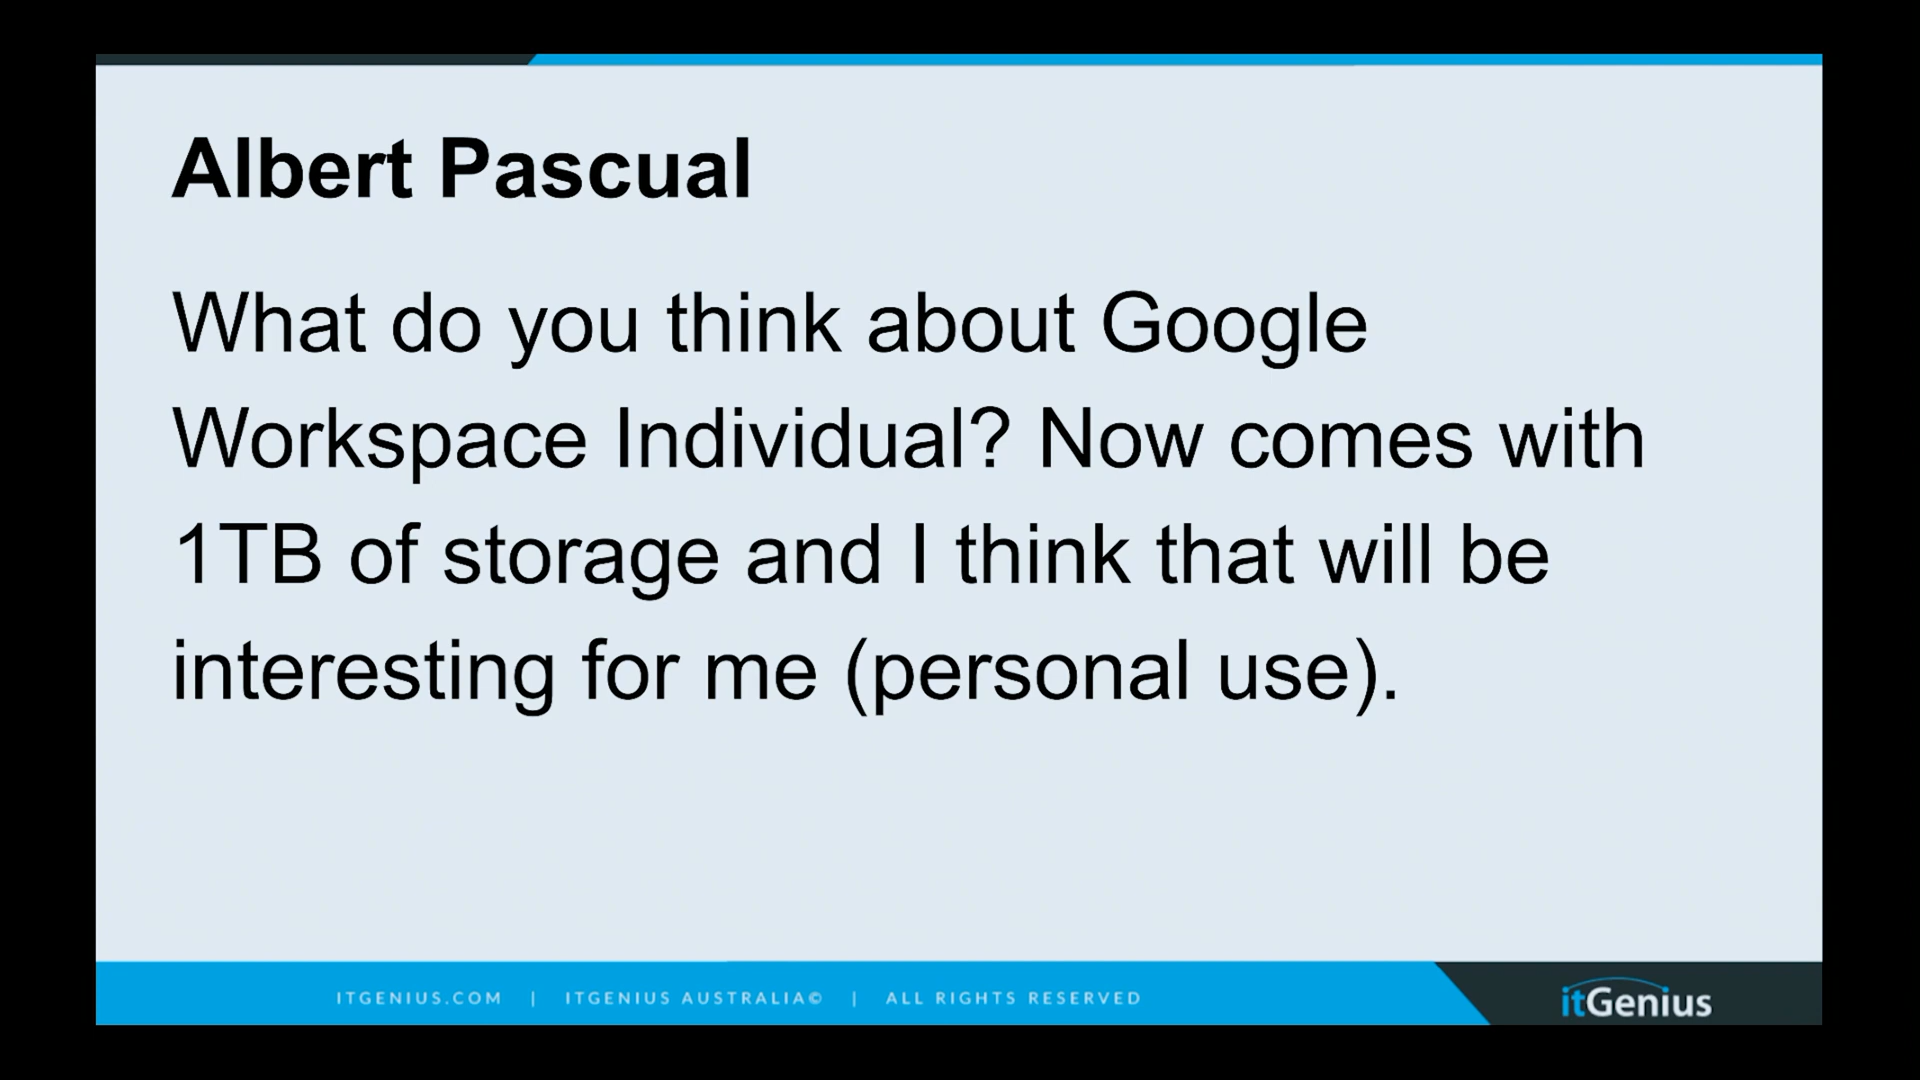 Albert Pascual
What do you think about Google
Workspace Individual? Now comes with
1TB of storage and I think that will be
interesting for me (personal use).
ITGENIUS.COM | ITGENIUS AUSTRALIA© | ALL RIGHTS RESERVED
itGenius